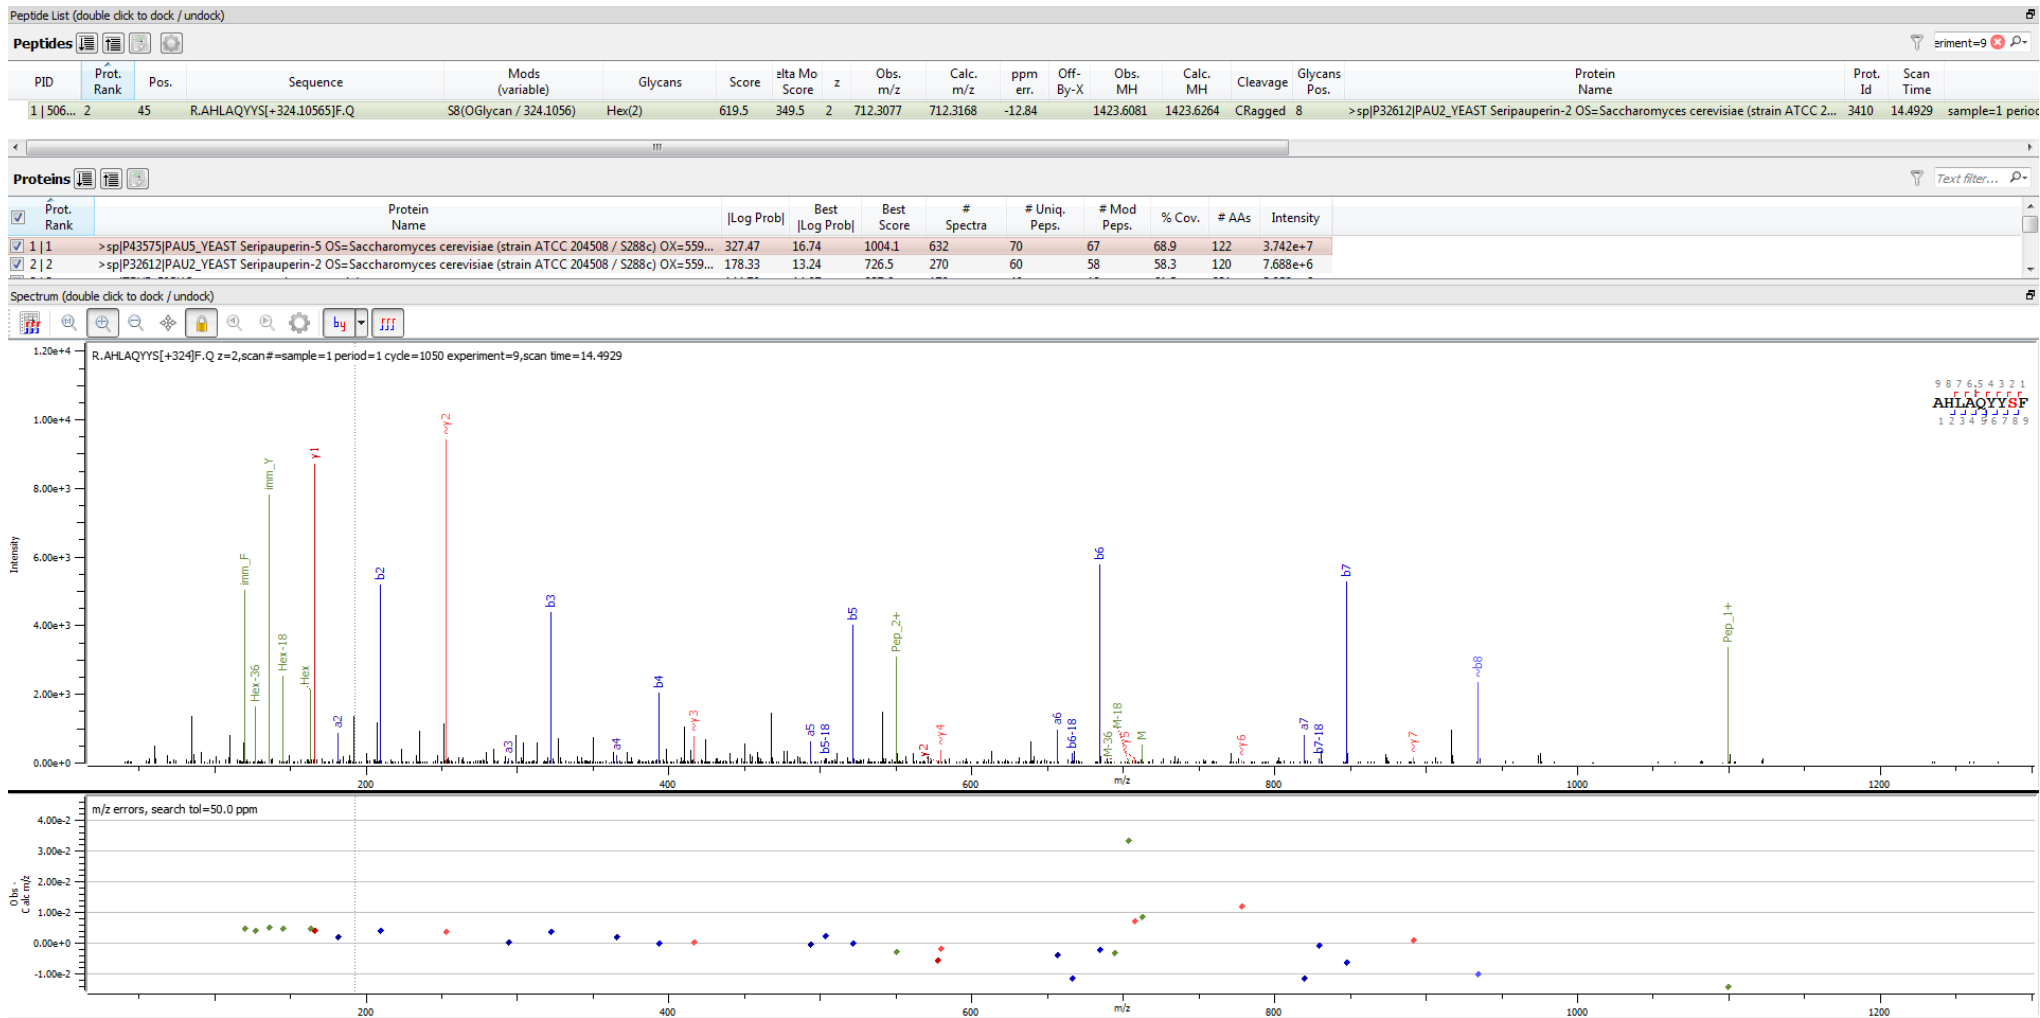 Peptide List (double click to dock / undock)
Peptides eriment=9
PID Prot. Rank Pos. Sequence Mods (variable) Glycans Score elta Mo Score z Obs. m/z Calc. m/z ppm err. Off-By-X Obs. MH Calc. MH Cleavage Glycans Pos. Protein Name Prot. Id Scan Time
1 | 506... 2 45 R.AHLAQYYS[+324.10565]F.Q S8(OGlycan / 324.1056) Hex(2) 619.5 349.5 2 712.3077 712.3168 -12.84 1423.6081 1423.6264 CRagged 8 >sp|P32612|PAU2_YEAST Seripauperin-2 OS=Saccharomyces cerevisiae (strain ATCC 2... 3410 14.4929 sample=1 perioc
Proteins Text filter...
Prot. Rank Protein Name |Log Prob| Best |Log Prob| Best Score # Spectra # Uniq. Peps. # Mod Peps. % Cov. # AAs Intensity
1 | 1 >sp|P43575|PAU5_YEAST Seripauperin-5 OS=Saccharomyces cerevisiae (strain ATCC 204508 / S288c) OX=559... 327.47 16.74 1004.1 632 70 67 68.9 122 3.742e+7
2 | 2 >sp|P32612|PAU2_YEAST Seripauperin-2 OS=Saccharomyces cerevisiae (strain ATCC 204508 / S288c) OX=559... 178.33 13.24 726.5 270 60 58 58.3 120 7.688e+6
Spectrum (double click to dock / undock)
by
R.AHLAQYYS[+324]F.Q z=2,scan#=sample=1 period=1 cycle=1050 experiment=9,scan time=14.4929
1.20e+4
1.00e+4
8.00e+3
6.00e+3
4.00e+3
2.00e+3
0.00e+0
Intensity
9 8 7 6 5 4 3 2 1
AHLAQYYSF
1 2 3 4 5 6 7 8 9
imm_F
Hex-36
imm_Y
Hex-18
Hex
y1
a2
b2
~y2
a3
b3
a4
b4
~y3
a5
b5-18
b5
Pep_2+
y2
~y4
a6
b6-18
b6
M-36
M-18
~y5
M
~y6
a7
b7-18
b7
~y7
~b8
Pep_1+
200 400 600 800 1000 1200
m/z
m/z errors, search tol=50.0 ppm
4.00e-2
3.00e-2
2.00e-2
1.00e-2
0.00e+0
-1.00e-2
Obs -
Calc m/z
200 400 600 800 1000 1200
m/z